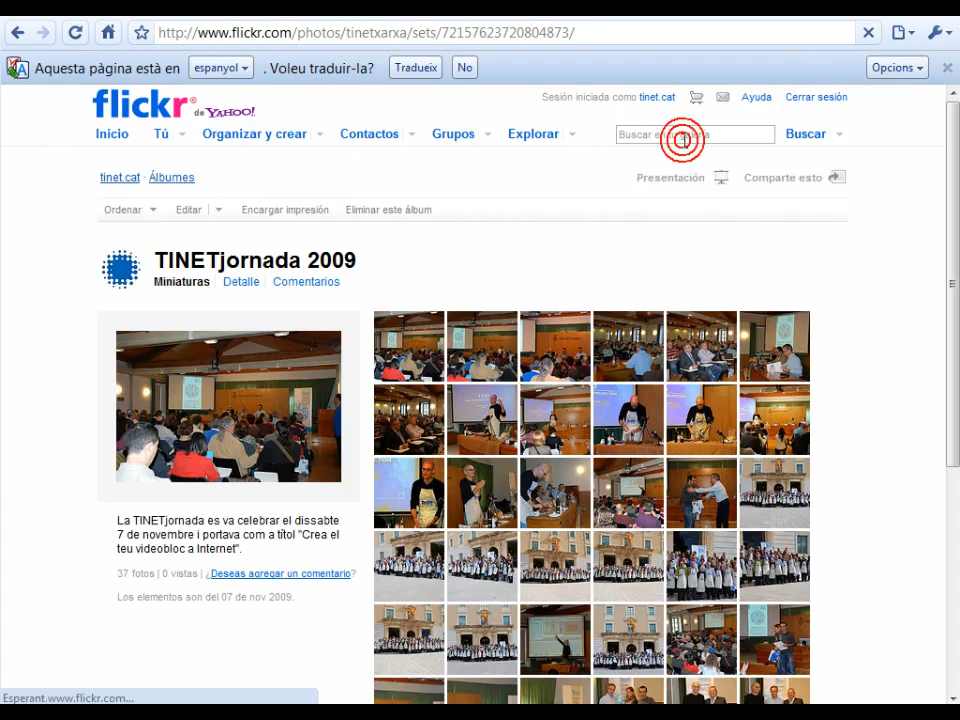 http://www.flickr.com/photos/tinetxarxa/sets/72157623720804873/
Aquesta pàgina està en espanyol . Voleu traduir-la? Tradueix No Opcions
flickr de YAHOO!
Sesión iniciada como tinet.cat Ayuda Cerrar sesión
Inicio Tú Organizar y crear Contactos Grupos Explorar Buscar en Buscar
tinet.cat · Álbumes Presentación Comparte esto
Ordenar Editar Encargar impresión Eliminar este álbum
TINETjornada 2009
Miniaturas Detalle Comentarios
La TINETjornada es va celebrar el dissabte
7 de novembre i portava com a títol "Crea el
teu videobloc a Internet".
37 fotos | 0 vistas | ¿Deseas agregar un comentario?
Los elementos son del 07 de nov 2009.
Esperant www.flickr.com...